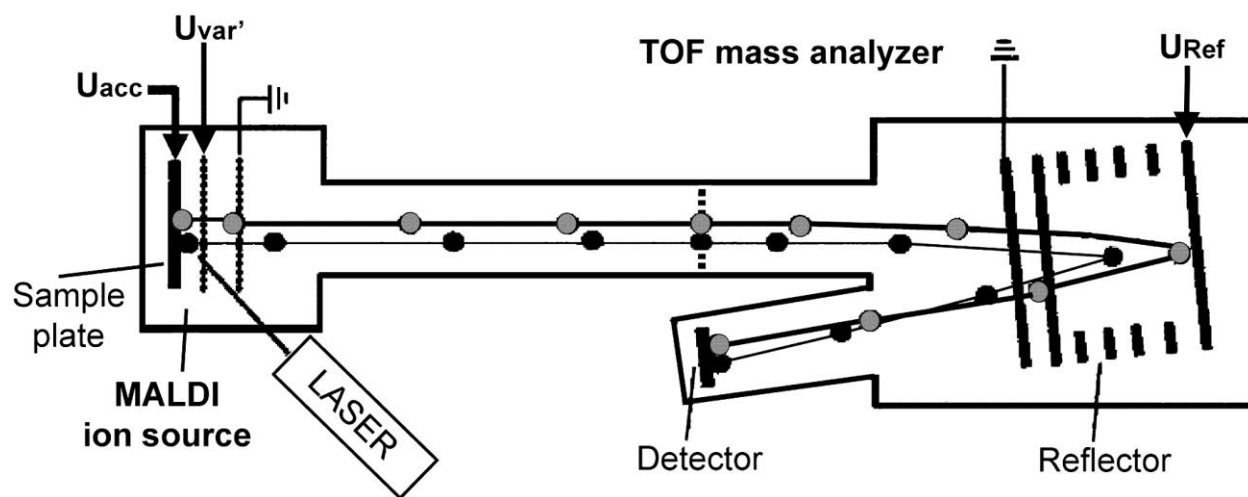 Uvar'
Uacc
TOF mass analyzer
URef
Sample
plate
MALDI
ion source
LASER
Detector
Reflector